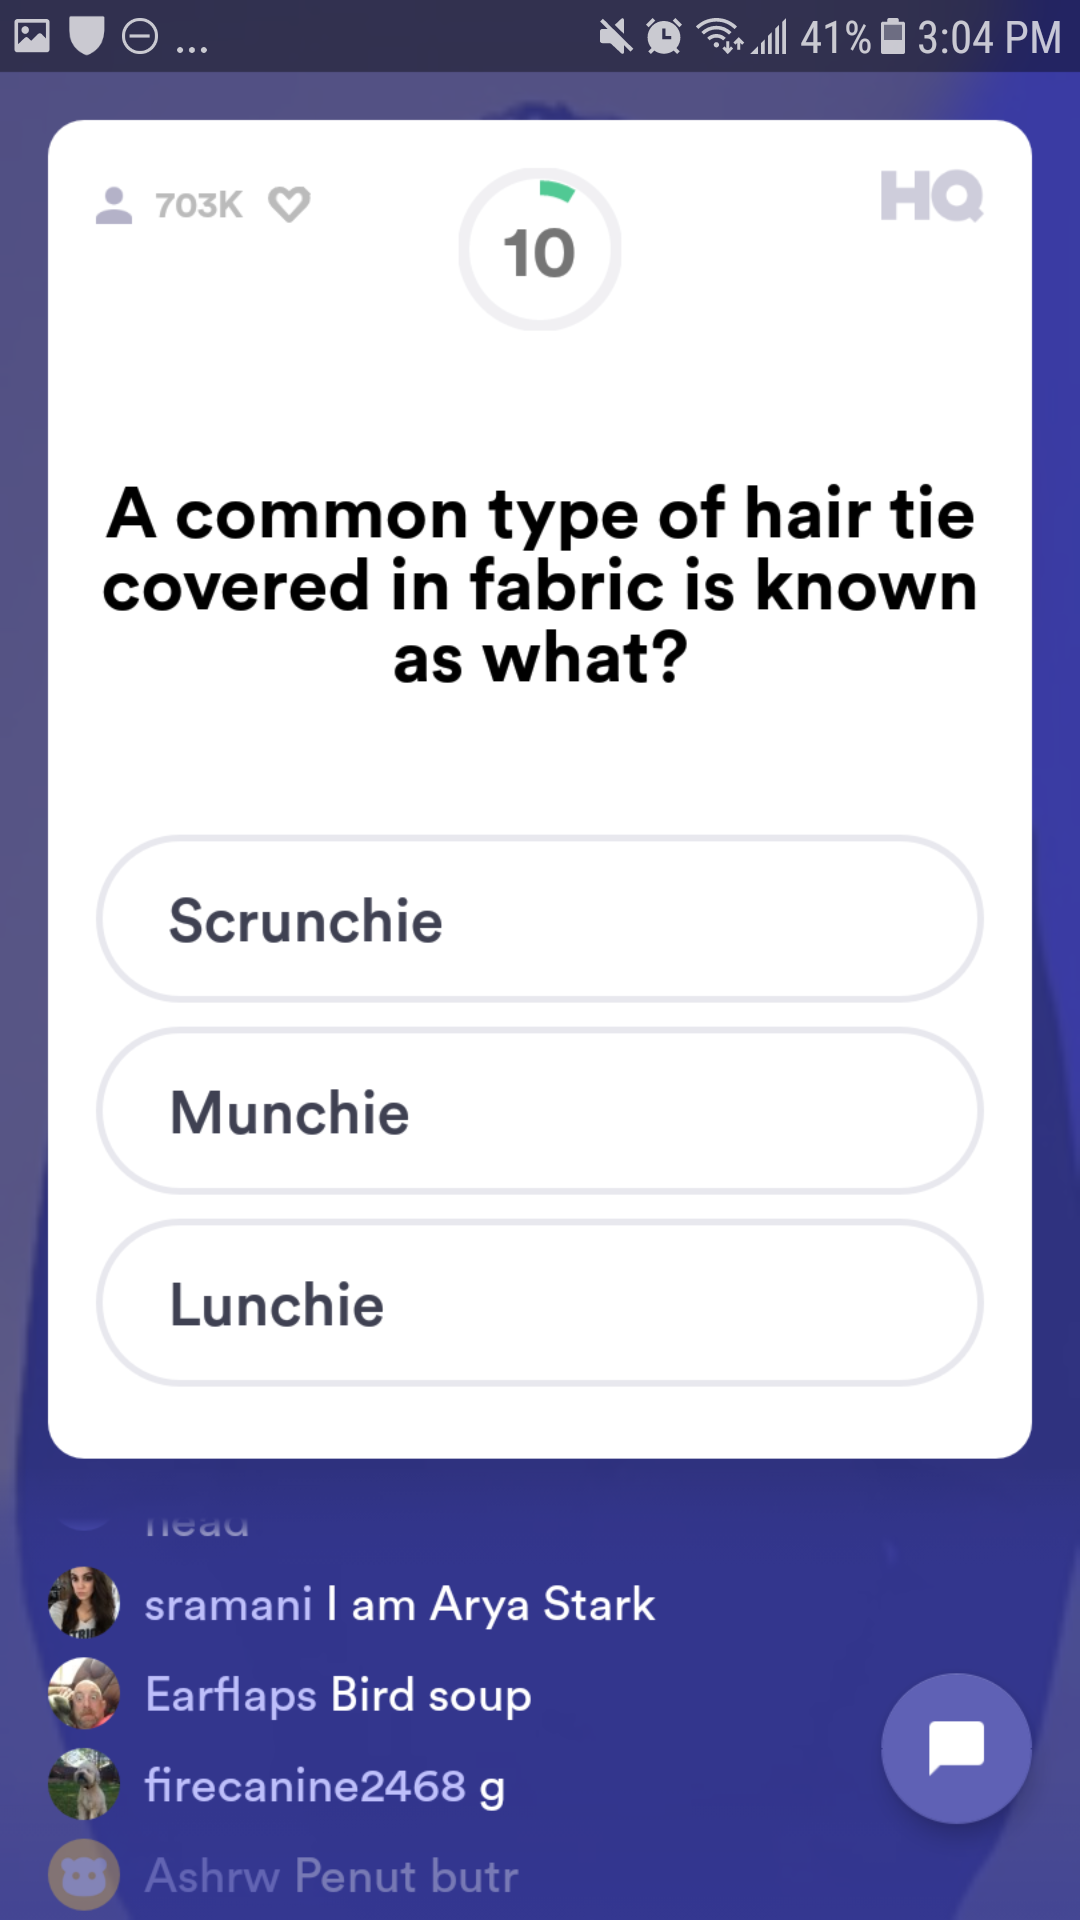 ... 41% 3:04 PM
703K
10
HQ
A common type of hair tie
covered in fabric is known
as what?
Scrunchie
Munchie
Lunchie
head
sramani I am Arya Stark
Earflaps Bird soup
firecanine2468 g
Ashrw Penut butr